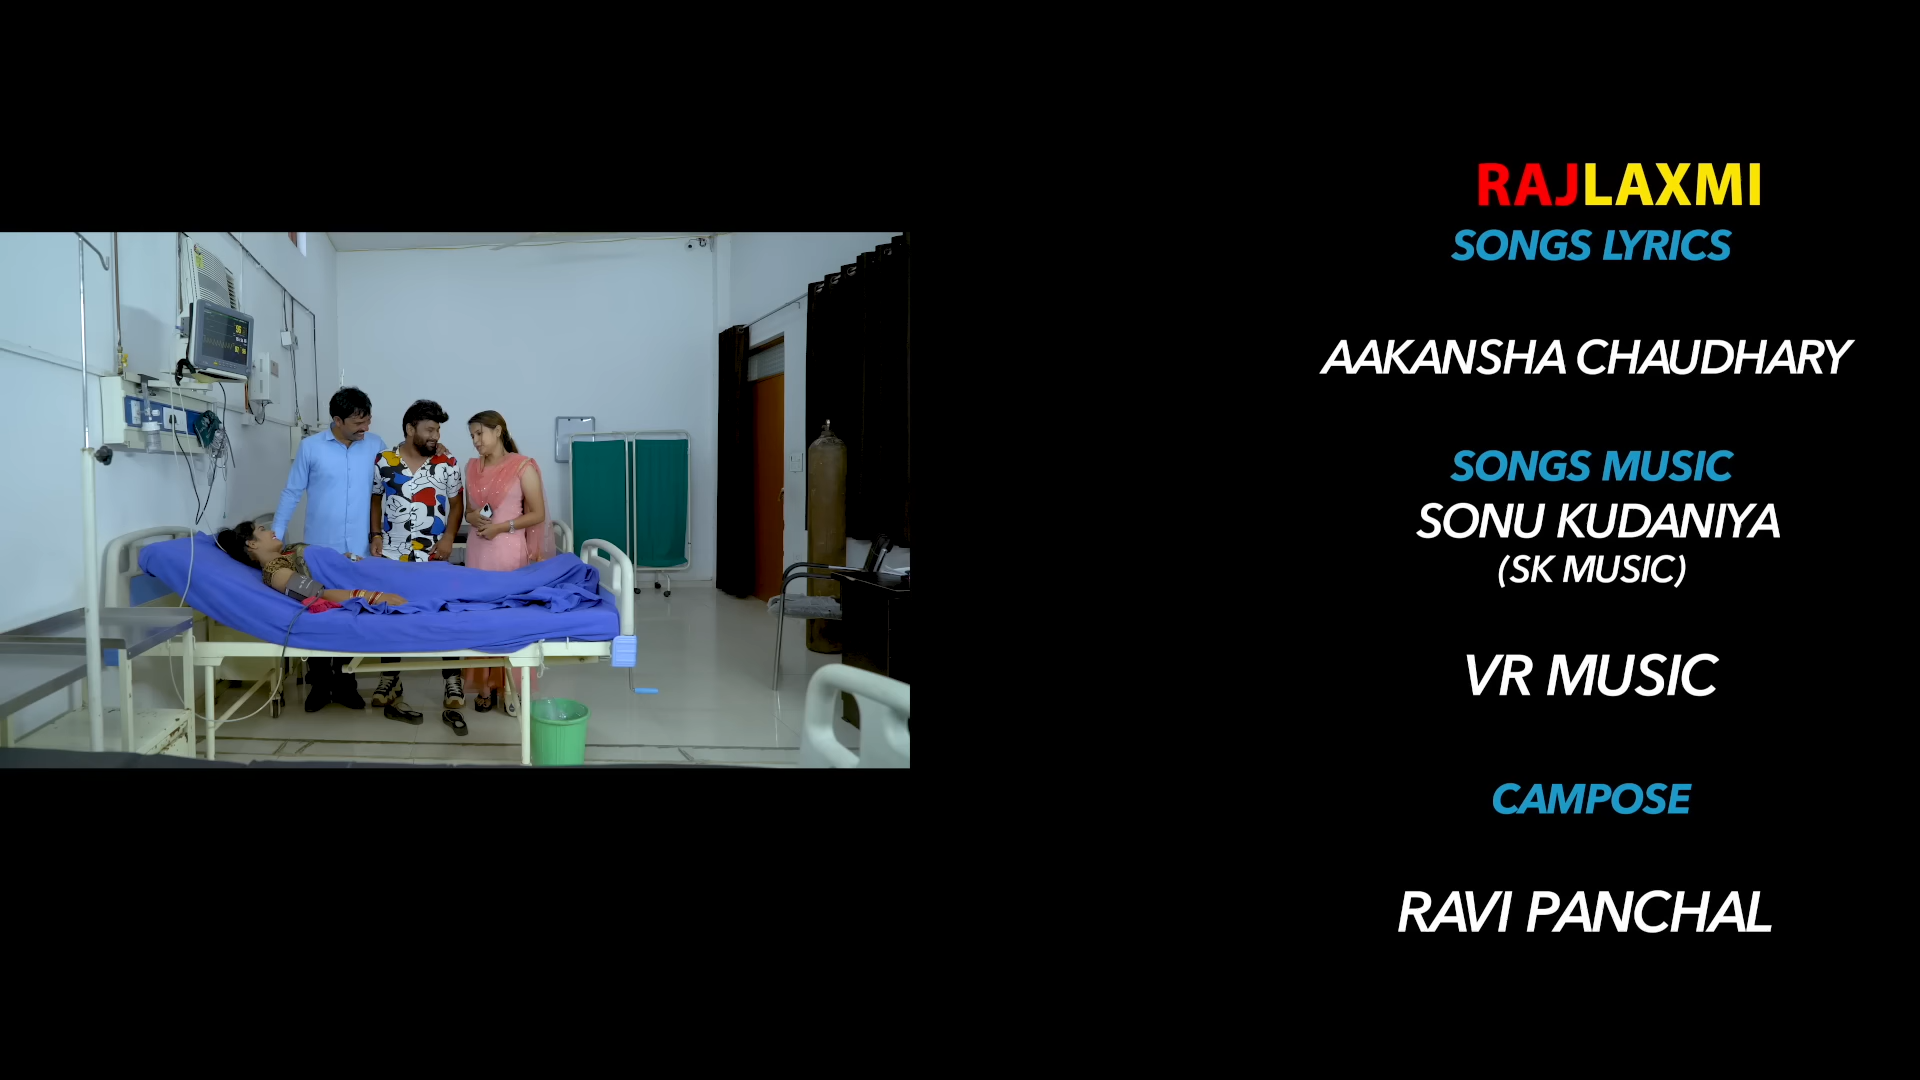 RAJLAXMI
SONGS LYRICS
AAKANSHA CHAUDHARY
SONGS MUSIC
SONU KUDANIYA
(SK MUSIC)
VR MUSIC
CAMPOSE
RAVI PANCHAL